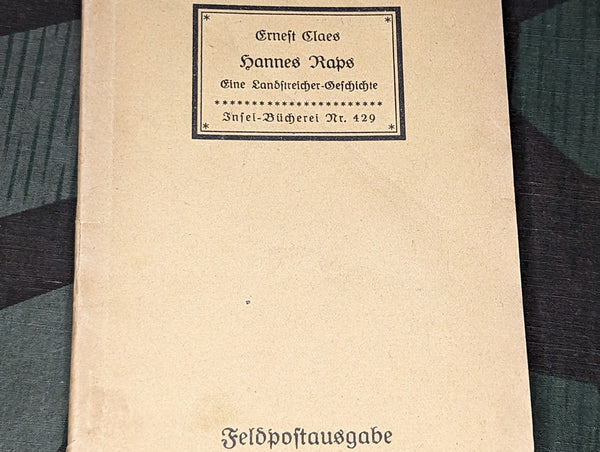 Ernest Claes
Hannes Raps
Eine Landstreicher-Geschichte
***********************
Insel-Bücherei Nr. 429
Feldpostausgabe